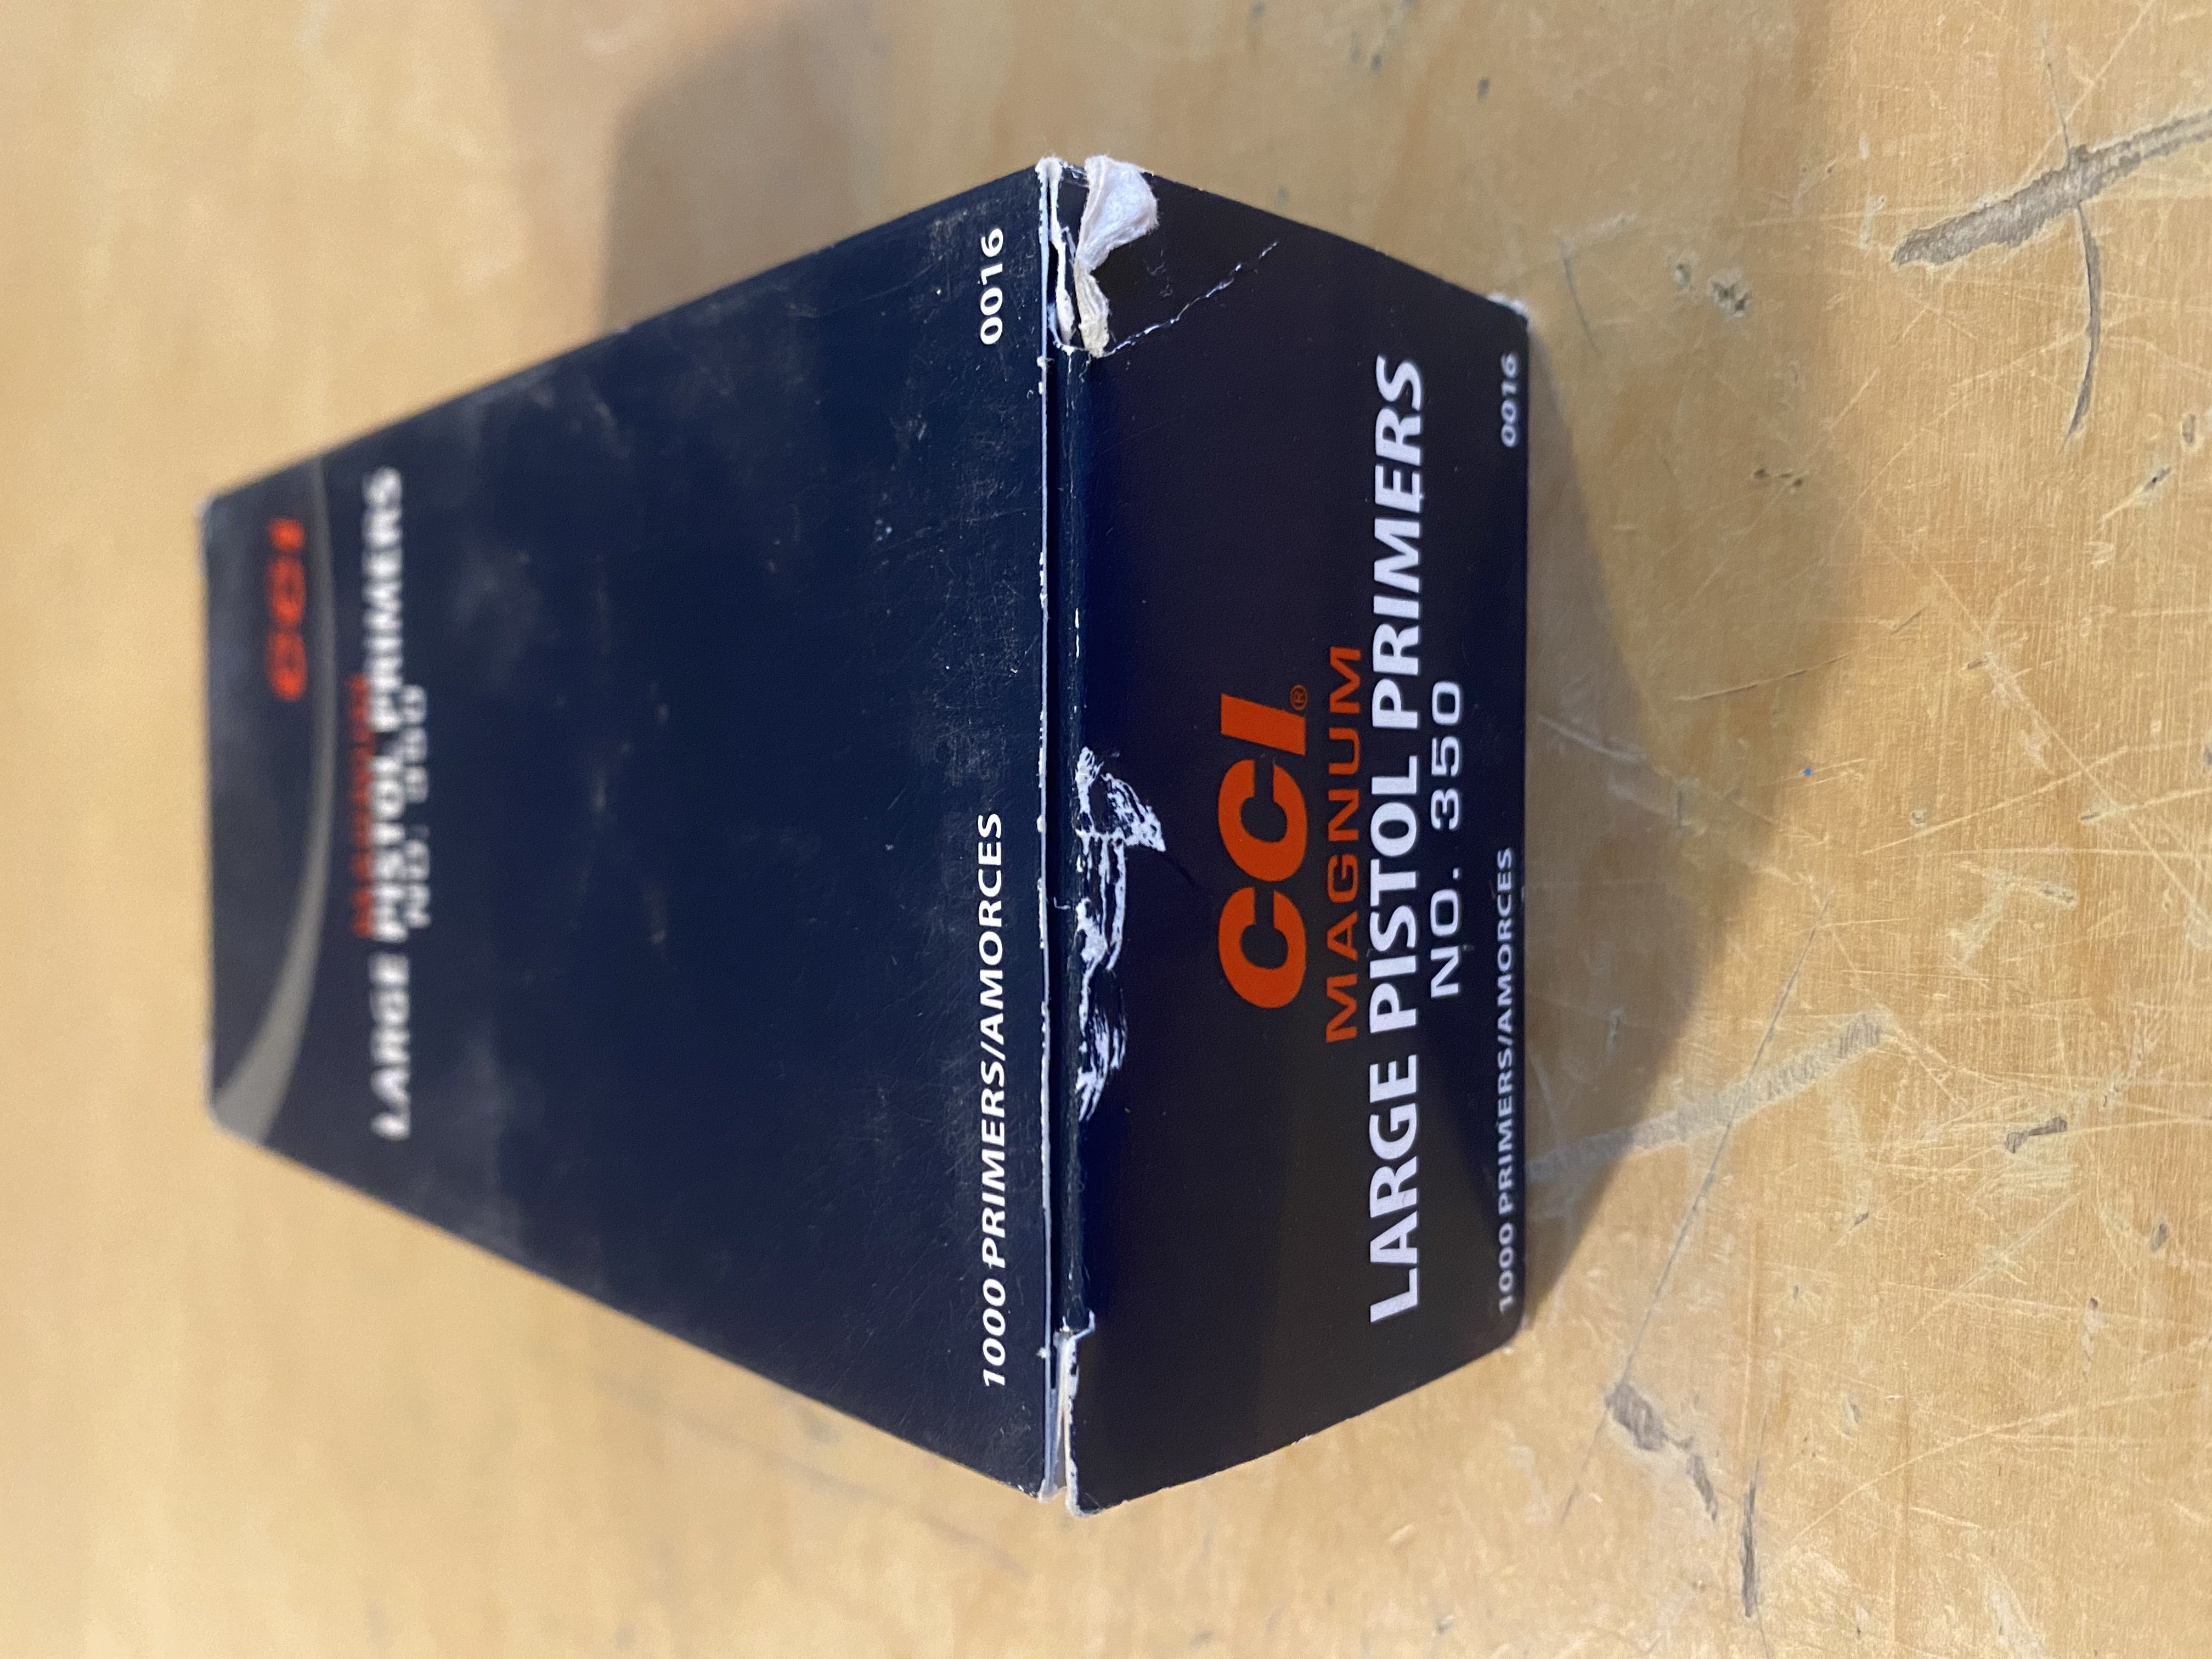 CCI
MAGNUM
LARGE PISTOL PRIMERS
NO. 350
1000 PRIMERS/AMORCES 0016
CCI®
MAGNUM
LARGE PISTOL PRIMERS
NO. 350
1000 PRIMERS/AMORCES 0016